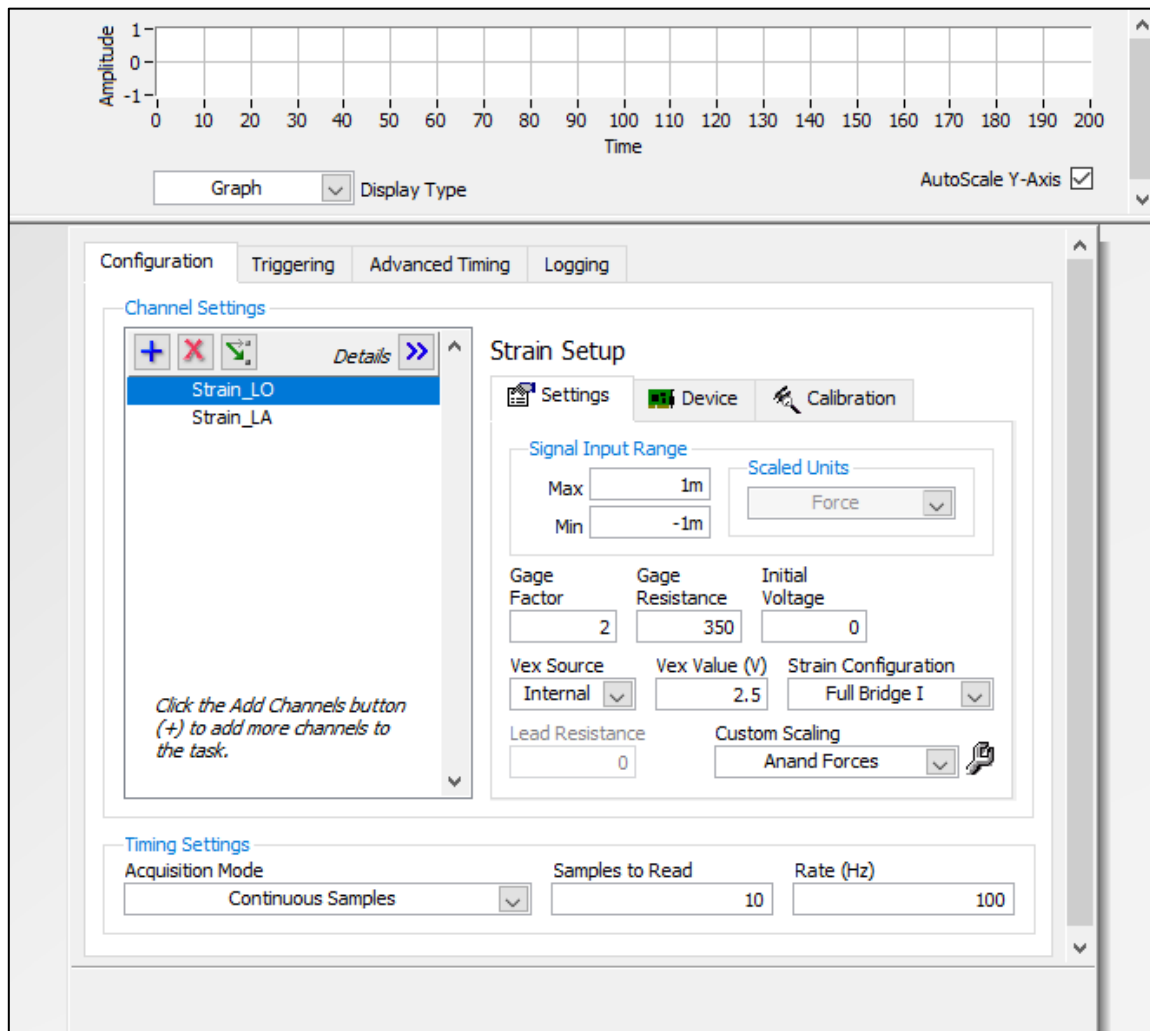 Amplitude
1
0
-1
0 10 20 30 40 50 60 70 80 90 100 110 120 130 140 150 160 170 180 190 200
Time
Graph Display Type
AutoScale Y-Axis
Configuration Triggering Advanced Timing Logging
Channel Settings
Details
Strain_LO
Strain_LA
Click the Add Channels button
(+) to add more channels to
the task.
Strain Setup
Settings Device Calibration
Signal Input Range
Max 1m
Min -1m
Scaled Units
Force
Gage
Factor
2
Gage
Resistance
350
Initial
Voltage
0
Vex Source
Internal
Vex Value (V)
2.5
Strain Configuration
Full Bridge I
Lead Resistance
0
Custom Scaling
Anand Forces
Timing Settings
Acquisition Mode
Continuous Samples
Samples to Read
10
Rate (Hz)
100